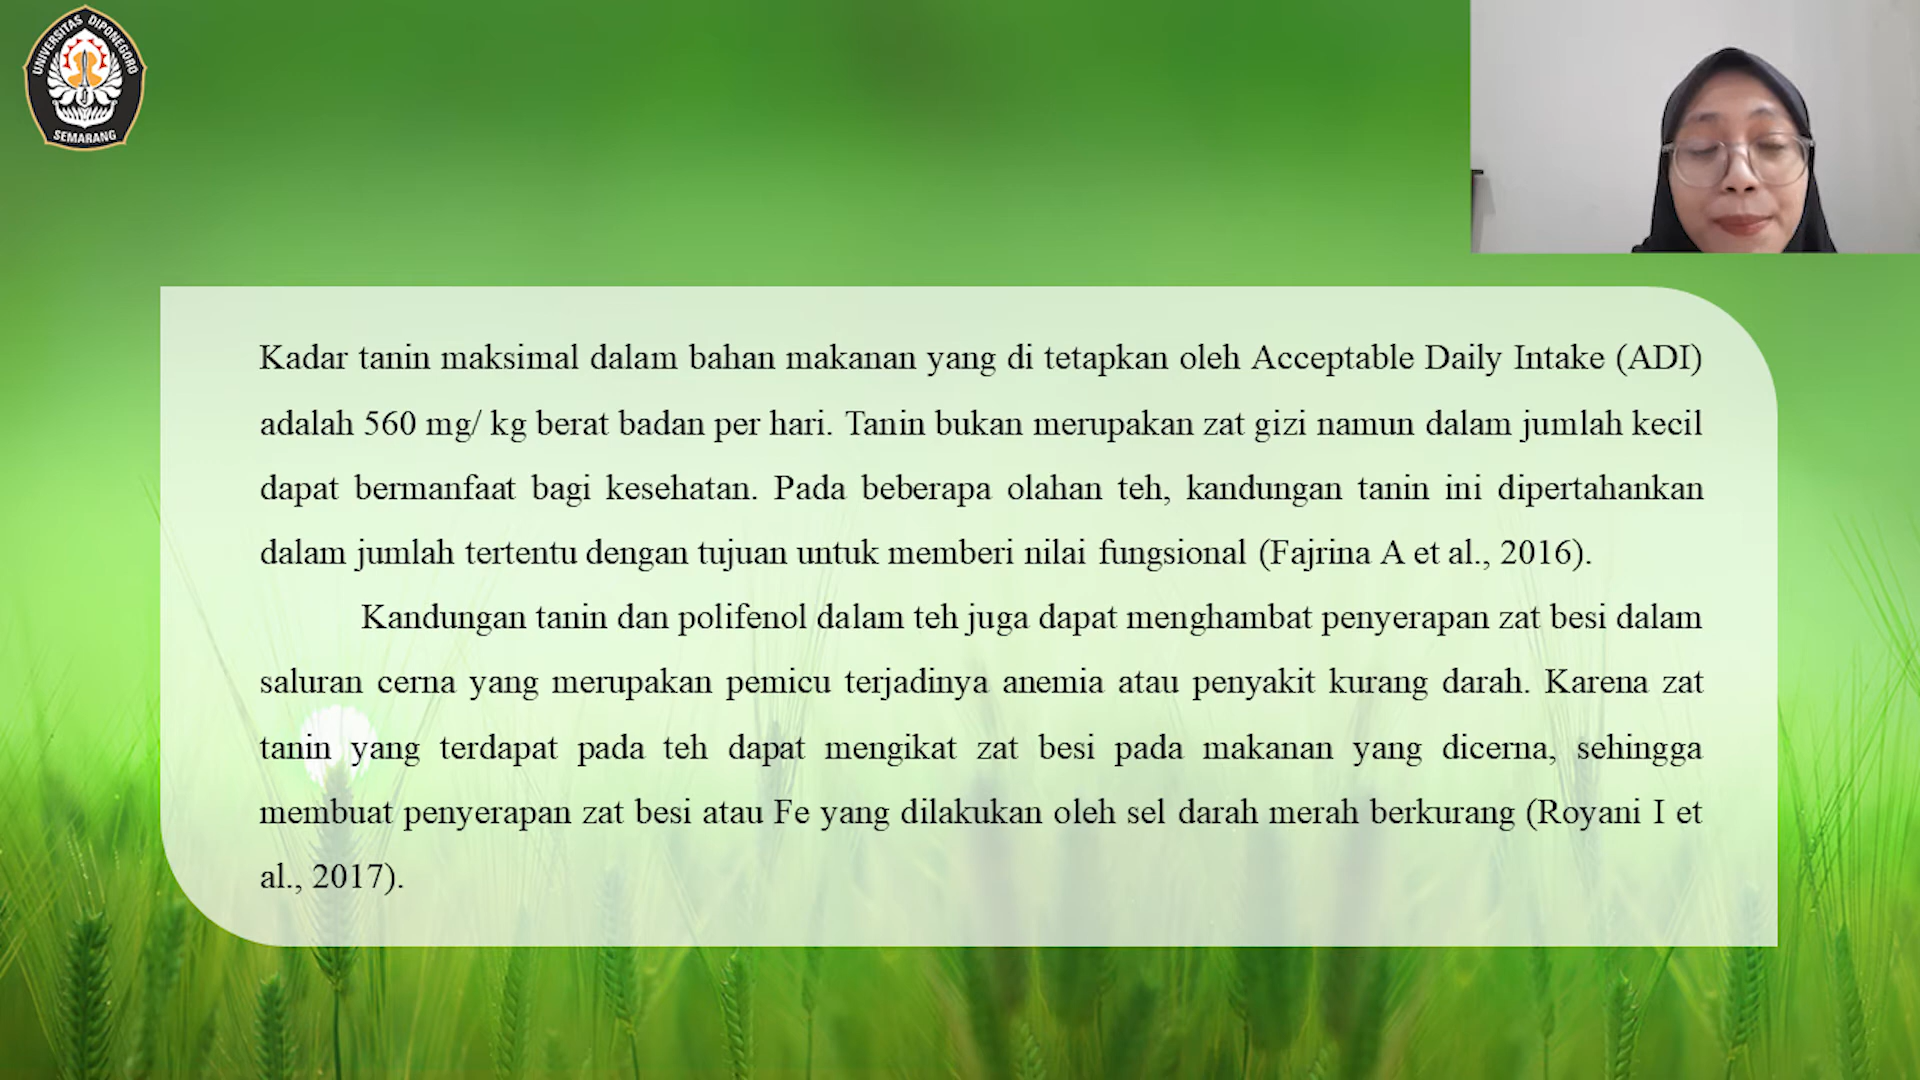 UNIVERSITAS DIPONEGORO
SEMARANG
Kadar tanin maksimal dalam bahan makanan yang di tetapkan oleh Acceptable Daily Intake (ADI)
adalah 560 mg/ kg berat badan per hari. Tanin bukan merupakan zat gizi namun dalam jumlah kecil
dapat bermanfaat bagi kesehatan. Pada beberapa olahan teh, kandungan tanin ini dipertahankan
dalam jumlah tertentu dengan tujuan untuk memberi nilai fungsional (Fajrina A et al., 2016).
Kandungan tanin dan polifenol dalam teh juga dapat menghambat penyerapan zat besi dalam
saluran cerna yang merupakan pemicu terjadinya anemia atau penyakit kurang darah. Karena zat
tanin yang terdapat pada teh dapat mengikat zat besi pada makanan yang dicerna, sehingga
membuat penyerapan zat besi atau Fe yang dilakukan oleh sel darah merah berkurang (Royani I et
al., 2017).